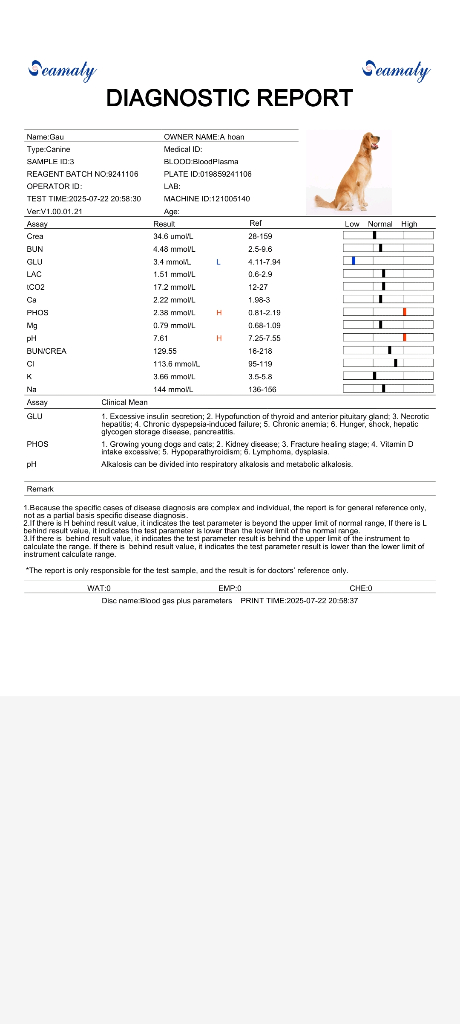 Seamaty Seamaty
DIAGNOSTIC REPORT
Name:Gau OWNER NAME:A hoan
Type:Canine Medical ID:
SAMPLE ID:3 BLOOD:BloodPlasma
REAGENT BATCH NO:9241106 PLATE ID:019859241106
OPERATOR ID: LAB:
TEST TIME:2025-07-22 20:58:30 MACHINE ID:121005140
Ver:V1.00.01.21 Age:
Assay Result Ref Low Normal High
Crea 34.6 umol/L 28-159
BUN 4.48 mmol/L 2.5-9.6
GLU 3.4 mmol/L L 4.11-7.94
LAC 1.51 mmol/L 0.6-2.9
tCO2 17.2 mmol/L 12-27
Ca 2.22 mmol/L 1.98-3
PHOS 2.38 mmol/L H 0.81-2.19
Mg 0.79 mmol/L 0.68-1.09
pH 7.61 H 7.25-7.55
BUN/CREA 129.55 16-218
Cl 113.6 mmol/L 95-119
K 3.66 mmol/L 3.5-5.8
Na 144 mmol/L 136-156
Assay Clinical Mean
GLU 1. Excessive insulin secretion; 2. Hypofunction of thyroid and anterior pituitary gland; 3. Necrotic
hepatitis; 4. Chronic dyspepsia-induced failure; 5. Chronic anemia; 6. Hunger, shock, hepatic
glycogen storage disease, pancreatitis.
PHOS 1. Growing young dogs and cats; 2. Kidney disease; 3. Fracture healing stage; 4. Vitamin D
intake excessive; 5. Hypoparathyroidism; 6. Lymphoma, dysplasia.
pH Alkalosis can be divided into respiratory alkalosis and metabolic alkalosis.
Remark
1.Because the specific cases of disease diagnosis are complex and individual, the report is for general reference only,
not as a partial basis specific disease diagnosis.
2.If there is H behind result value, it indicates the test parameter is beyond the upper limit of normal range, If there is L
behind result value, it indicates the test parameter is lower than the lower limit of the normal range.
3.If there is behind result value, it indicates the test parameter result is behind the upper limit of the instrument to
calculate the range. If there is behind result value, it indicates the test parameter result is lower than the lower limit of
instrument calculate range.
*The report is only responsible for the test sample, and the result is for doctors' reference only.
WAT:0 EMP:0 CHE:0
Disc name:Blood gas plus parameters PRINT TIME:2025-07-22 20:58:37